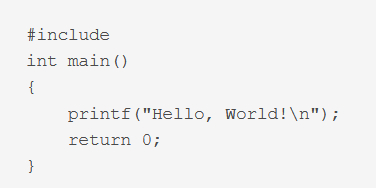 #include
int main()
{
    printf("Hello, World!\n");
    return 0;
}